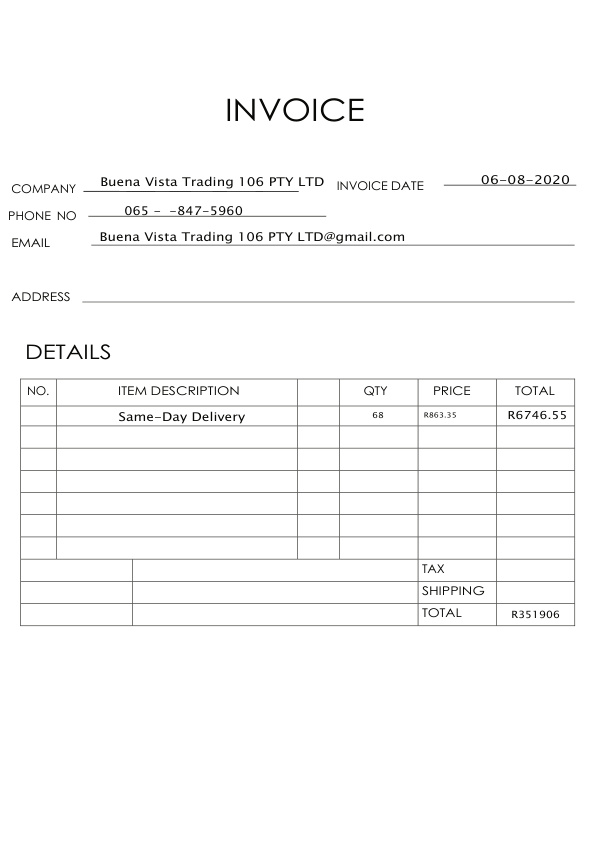 INVOICE
COMPANY Buena Vista Trading 106 PTY LTD INVOICE DATE 06-08-2020
PHONE NO 065 - -847-5960
EMAIL Buena Vista Trading 106 PTY LTD@gmail.com
ADDRESS
DETAILS
NO. ITEM DESCRIPTION QTY PRICE TOTAL
Same-Day Delivery 68 R863.35 R6746.55
TAX
SHIPPING
TOTAL R351906